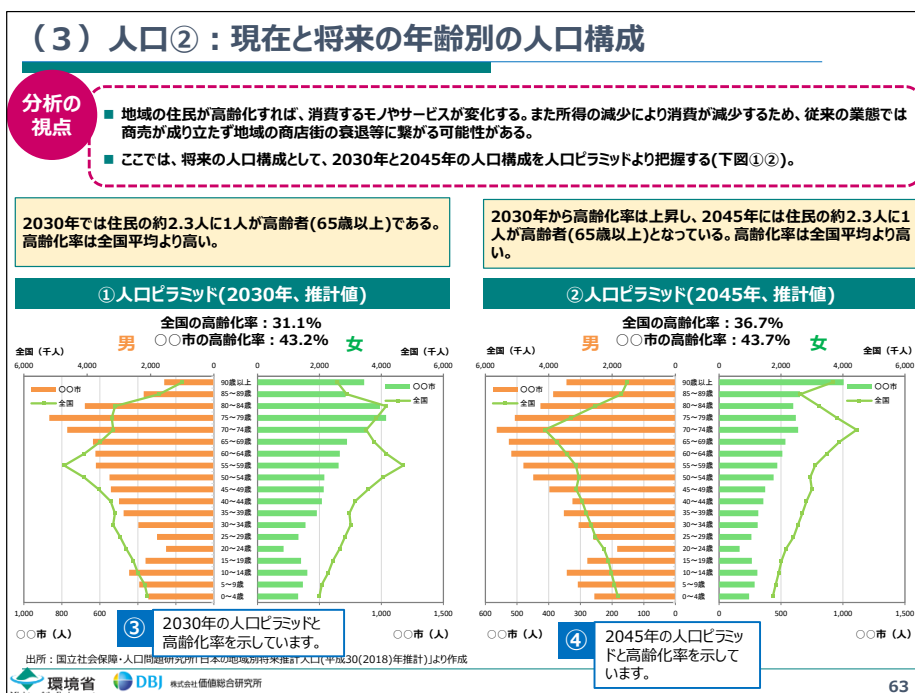 （3）人口②：現在と将来の年齢別の人口構成
分析の
視点
■ 地域の住民が高齢化すれば、消費するモノやサービスが変化する。また所得の減少により消費が減少するため、従来の業態では
商売が成り立たず地域の商店街の衰退等に繋がる可能性がある。
■ ここでは、将来の人口構成として、2030年と2045年の人口構成を人口ピラミッドより把握する(下図①②)。
2030年では住民の約2.3人に1人が高齢者(65歳以上)である。
高齢化率は全国平均より高い。
2030年から高齢化率は上昇し、2045年には住民の約2.3人に1
人が高齢者(65歳以上)となっている。高齢化率は全国平均より高
い。
①人口ピラミッド(2030年、推計値)
全国の高齢化率：31.1%
○○市の高齢化率：43.2%
男
女
全国（千人）
全国（千人）
6,000 4,000 2,000 0 0 2,000 4,000 6,000
○○市
全国
○○市
全国
90歳以上
85～89歳
80～84歳
75～79歳
70～74歳
65～69歳
60～64歳
55～59歳
50～54歳
45～49歳
40～44歳
35～39歳
30～34歳
25～29歳
20～24歳
15～19歳
10～14歳
5～9歳
0～4歳
1,000 800 600 1,000 1,500
○○市（人）
○○市（人）
③ 2030年の人口ピラミッドと
高齢化率を示しています。
②人口ピラミッド(2045年、推計値)
全国の高齢化率：36.7%
○○市の高齢化率：43.7%
男
女
全国（千人）
全国（千人）
6,000 5,000 4,000 3,000 2,000 1,000 0 0 2,000 4,000 6,000
○○市
全国
○○市
全国
90歳以上
85～89歳
80～84歳
75～79歳
70～74歳
65～69歳
60～64歳
55～59歳
50～54歳
45～49歳
40～44歳
35～39歳
30～34歳
25～29歳
20～24歳
15～19歳
10～14歳
5～9歳
0～4歳
600 500 400 300 200 100 0 0 500 1,000 1,500
○○市（人）
○○市（人）
④ 2045年の人口ピラミッ
ドと高齢化率を示して
います。
出所：国立社会保障・人口問題研究所「日本の地域別将来推計人口(平成30(2018)年推計)」より作成
環境省 DBJ 株式会社価値総合研究所
63